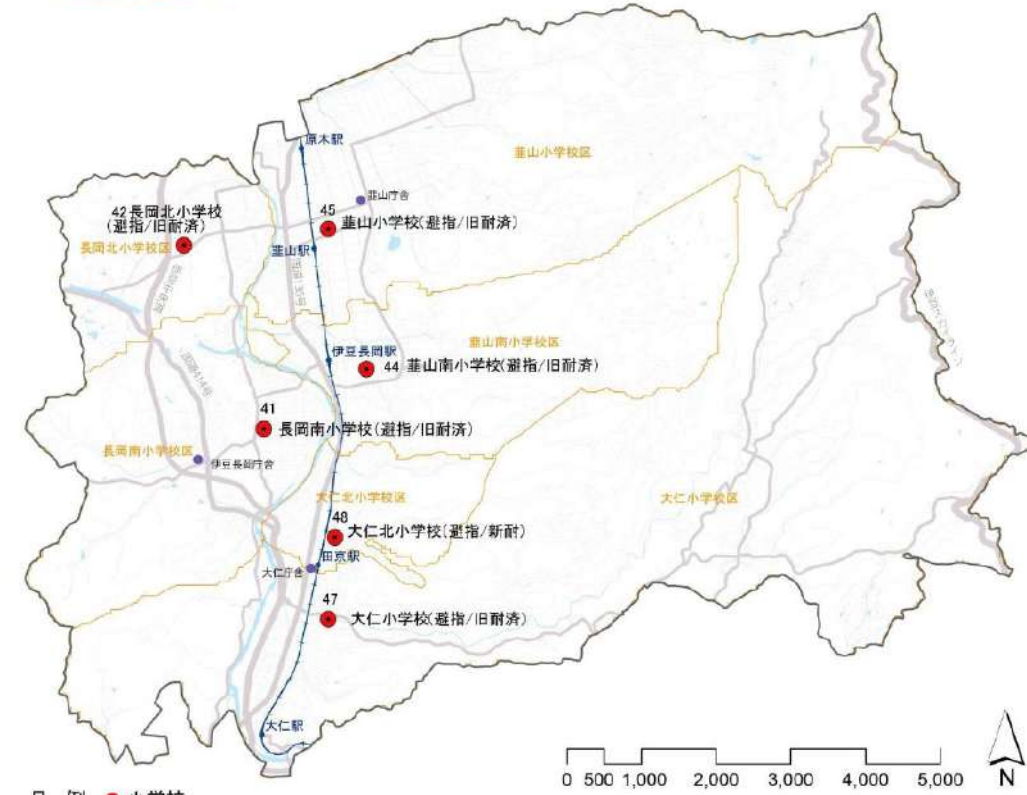 原木駅
韮山小学校区
韮山庁舎
42 長岡北小学校
(避指/旧耐済)
45
韮山小学校(避指/旧耐済)
長岡北小学校区
韮山駅
伊豆長岡駅
韮山南小学校区
44 韮山南小学校(避指/旧耐済)
国道414号
41
長岡南小学校(避指/旧耐済)
長岡南小学校区
伊豆長岡庁舎
大仁北小学校区
大仁小学校区
48
大仁北小学校(避指/新耐)
田京駅
大仁庁舎
47
大仁小学校(避指/旧耐済)
大仁駅
0 500 1,000 2,000 3,000 4,000 5,000
N